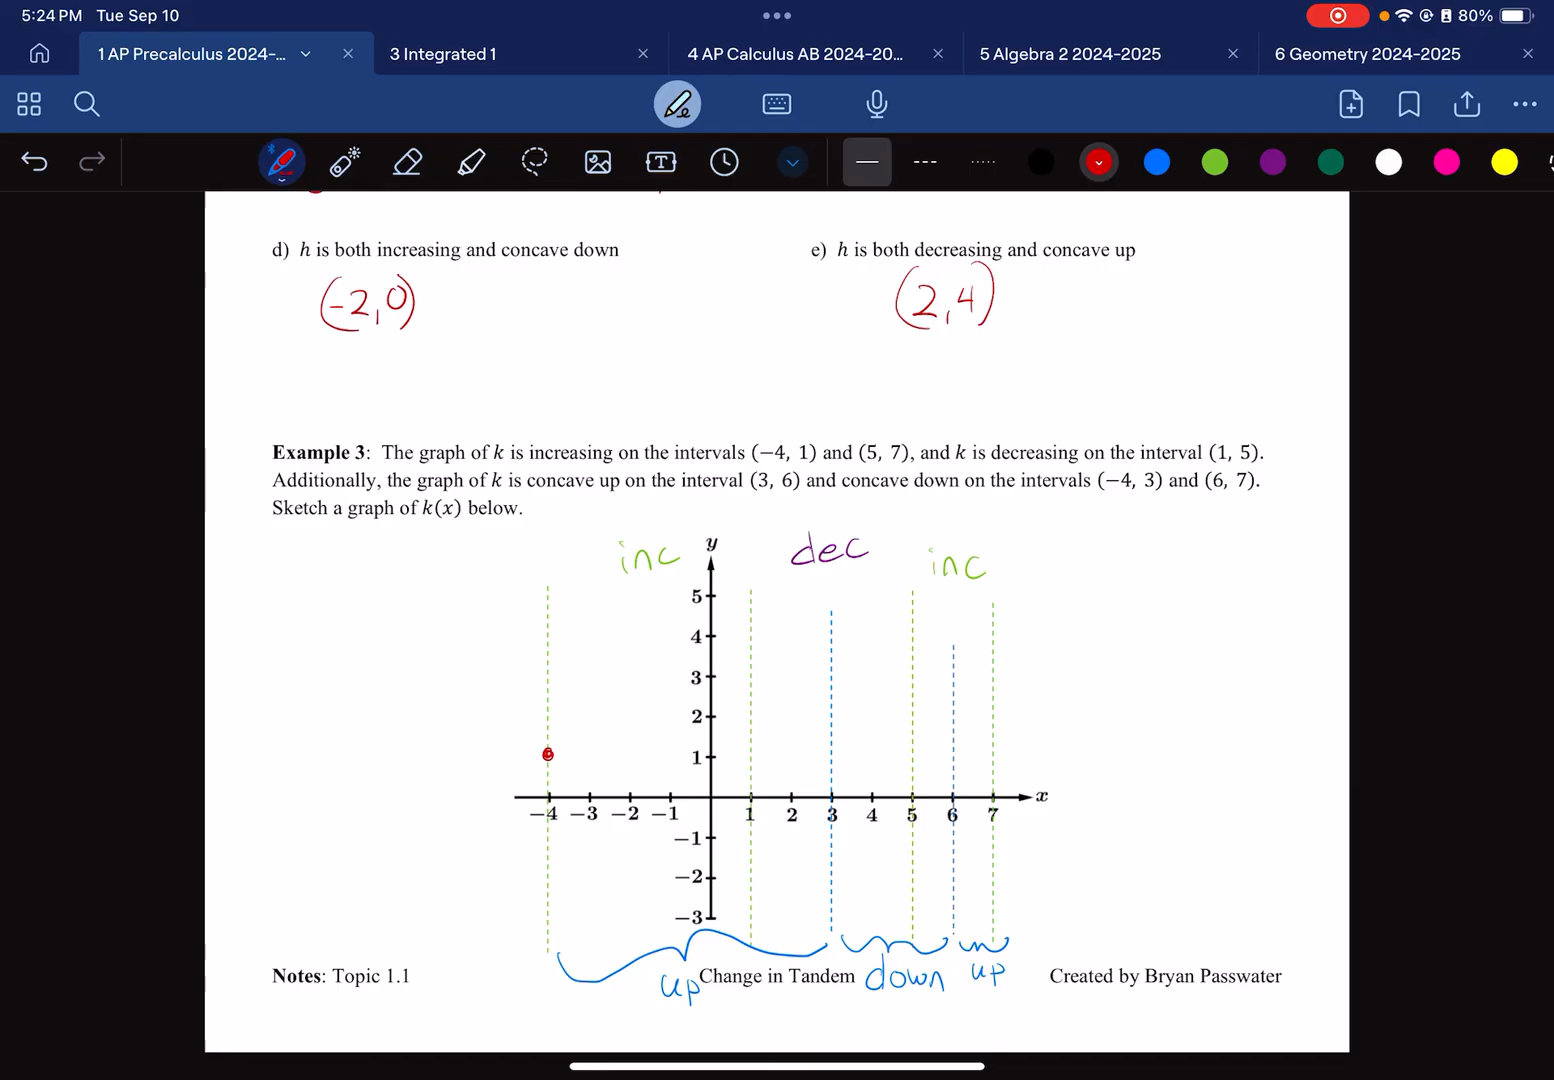 5:24 PM Tue Sep 10
80%
1 AP Precalculus 2024-...
3 Integrated 1
4 AP Calculus AB 2024-20...
5 Algebra 2 2024-2025
6 Geometry 2024-2025
T
d) h is both increasing and concave down
e) h is both decreasing and concave up
(-2,0)
(2,4)
Example 3: The graph of k is increasing on the intervals (−4, 1) and (5, 7), and k is decreasing on the interval (1, 5).
Additionally, the graph of k is concave up on the interval (3, 6) and concave down on the intervals (−4, 3) and (6, 7).
Sketch a graph of k(x) below.
inc
y
dec
inc
5
4
3
2
1
x
−4 −3 −2 −1 1 2 3 4 5 6 7
−1
−2
−3
up
down
up
Notes: Topic 1.1
Change in Tandem
Created by Bryan Passwater